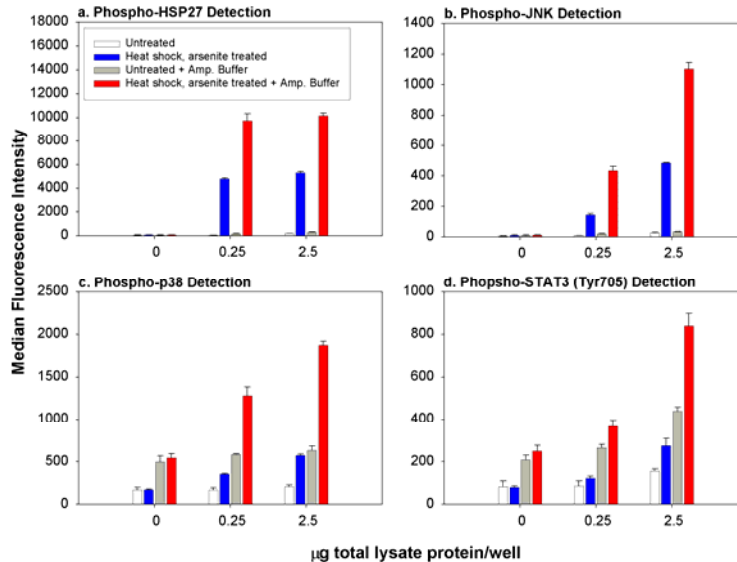 a. Phospho-HSP27 Detection
18000
16000
14000
12000
10000
8000
6000
4000
2000
0
Untreated
Heat shock, arsenite treated
Untreated + Amp. Buffer
Heat shock, arsenite treated + Amp. Buffer
0 0.25 2.5
b. Phospho-JNK Detection
1400
1200
1000
800
600
400
200
0
0 0.25 2.5
Median Fluorescence Intensity
c. Phospho-p38 Detection
2500
2000
1500
1000
500
0
0 0.25 2.5
d. Phopsho-STAT3 (Tyr705) Detection
1000
800
600
400
200
0
0 0.25 2.5
μg total lysate protein/well